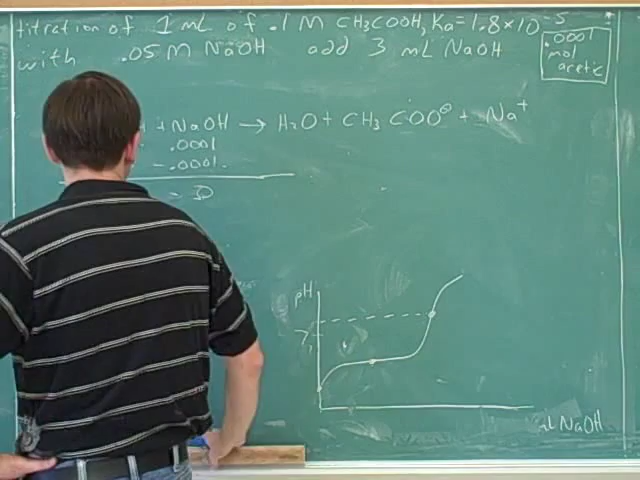 titration of 1 mL of .1 M CH3COOH, Ka = 1.8 x 10^-5
with .05 M NaOH add 3 mL NaOH
.0001
mol
acetic
+ NaOH → H2O + CH3COO⊖ + Na+
.0001
- .0001
= 0
pH
7
mL NaOH